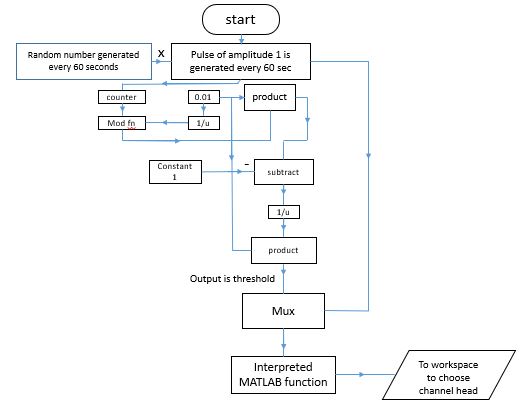 start
Random number generated
every 60 seconds
X
Pulse of amplitude 1 is
generated every 60 sec
counter
0.01
product
Mod fn
1/u
Constant
1
-
subtract
1/u
product
Output is threshold
Mux
Interpreted
MATLAB function
To workspace
to choose
channel head